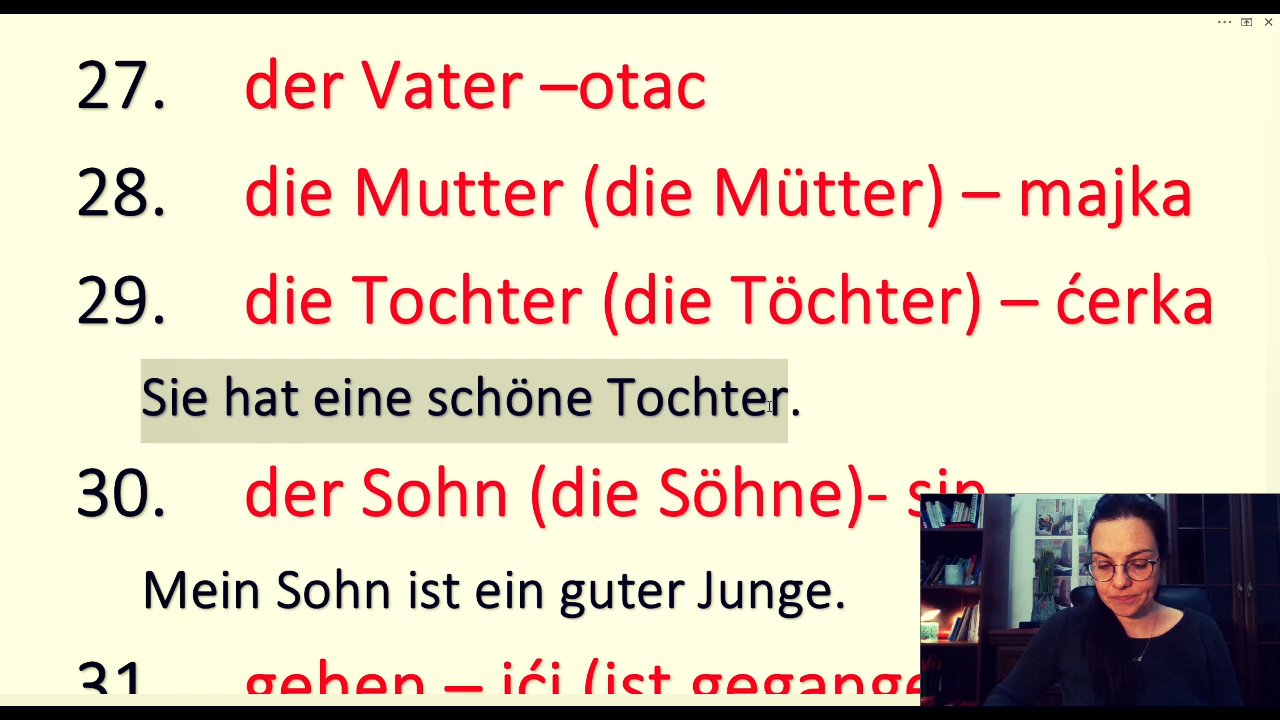 27. der Vater –otac
28. die Mutter (die Mütter) – majka
29. die Tochter (die Töchter) – ćerka
Sie hat eine schöne Tochter.
30. der Sohn (die Söhne)- sin
Mein Sohn ist ein guter Junge.
31 gehen – ići (ist